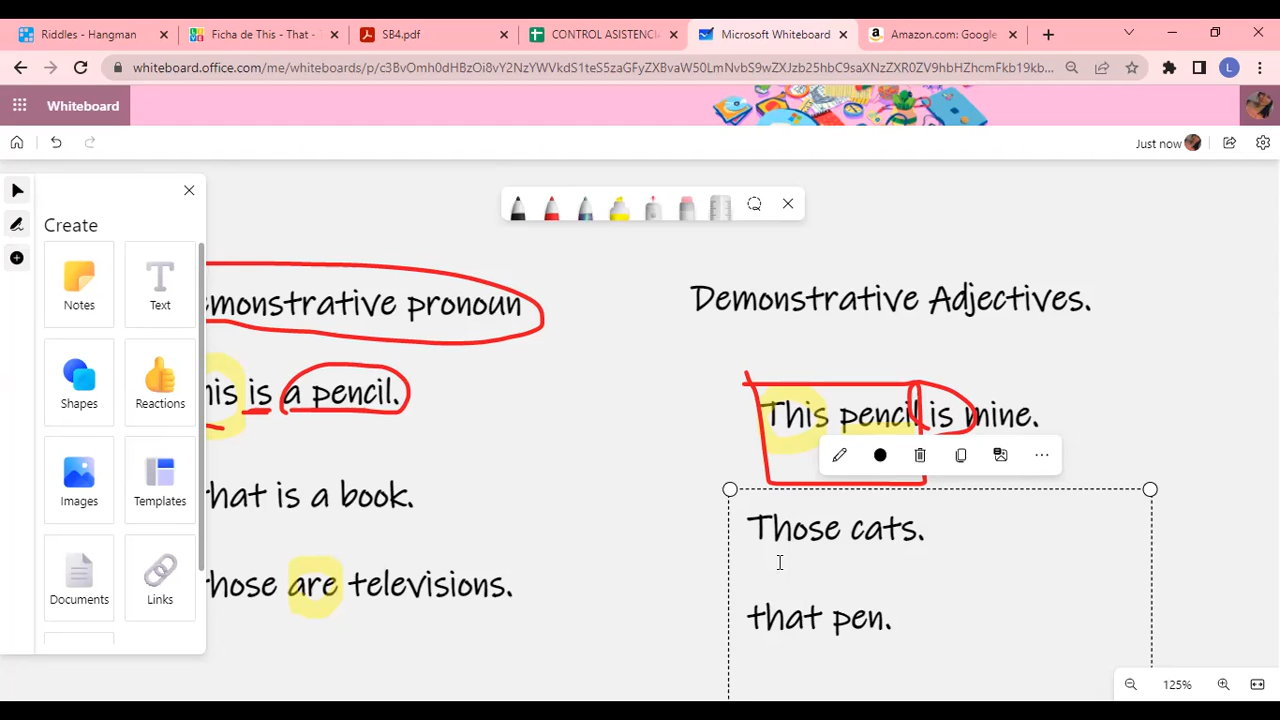 Riddles - Hangman
Ficha de This - That -
SB4.pdf
CONTROL ASISTENCI
Microsoft Whiteboard
Amazon.com: Google
whiteboard.office.com/me/whiteboards/p/c3BvOmh0dHBzOi8vY2NzYWVkdS1teS5zaGFyZXBvaW50LmNvbS9wZXJzb25hbC9saXNzZXR0ZV9hbHZhcmFkb19kb...
L
Whiteboard
Just now
Create
Notes
Text
Shapes
Reactions
Images
Templates
Documents
Links
emonstrative pronoun
his is a pencil.
hat is a book.
hose are televisions.
Demonstrative Adjectives.
This pencil is mine.
Those cats.
that pen.
125%